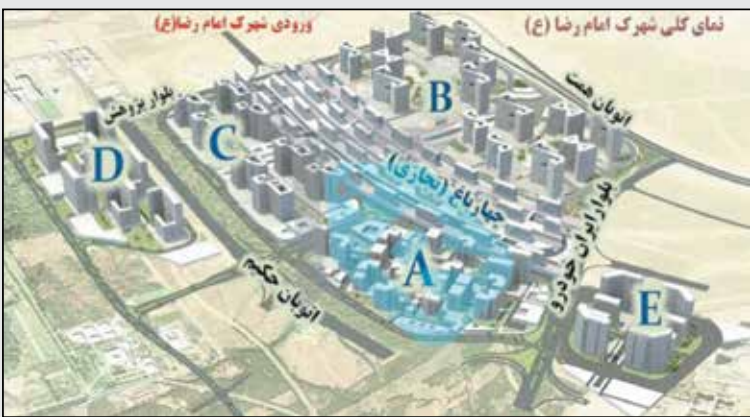 نمای کلی شهرک امام رضا (ع)
ورودی شهرک امام رضا(ع)
اتوبان همت
B
بلوار پژوهش
C
D
چهارباغ (تجاری)
بلوار ایران خودرو
A
اتوبان حکیم
E